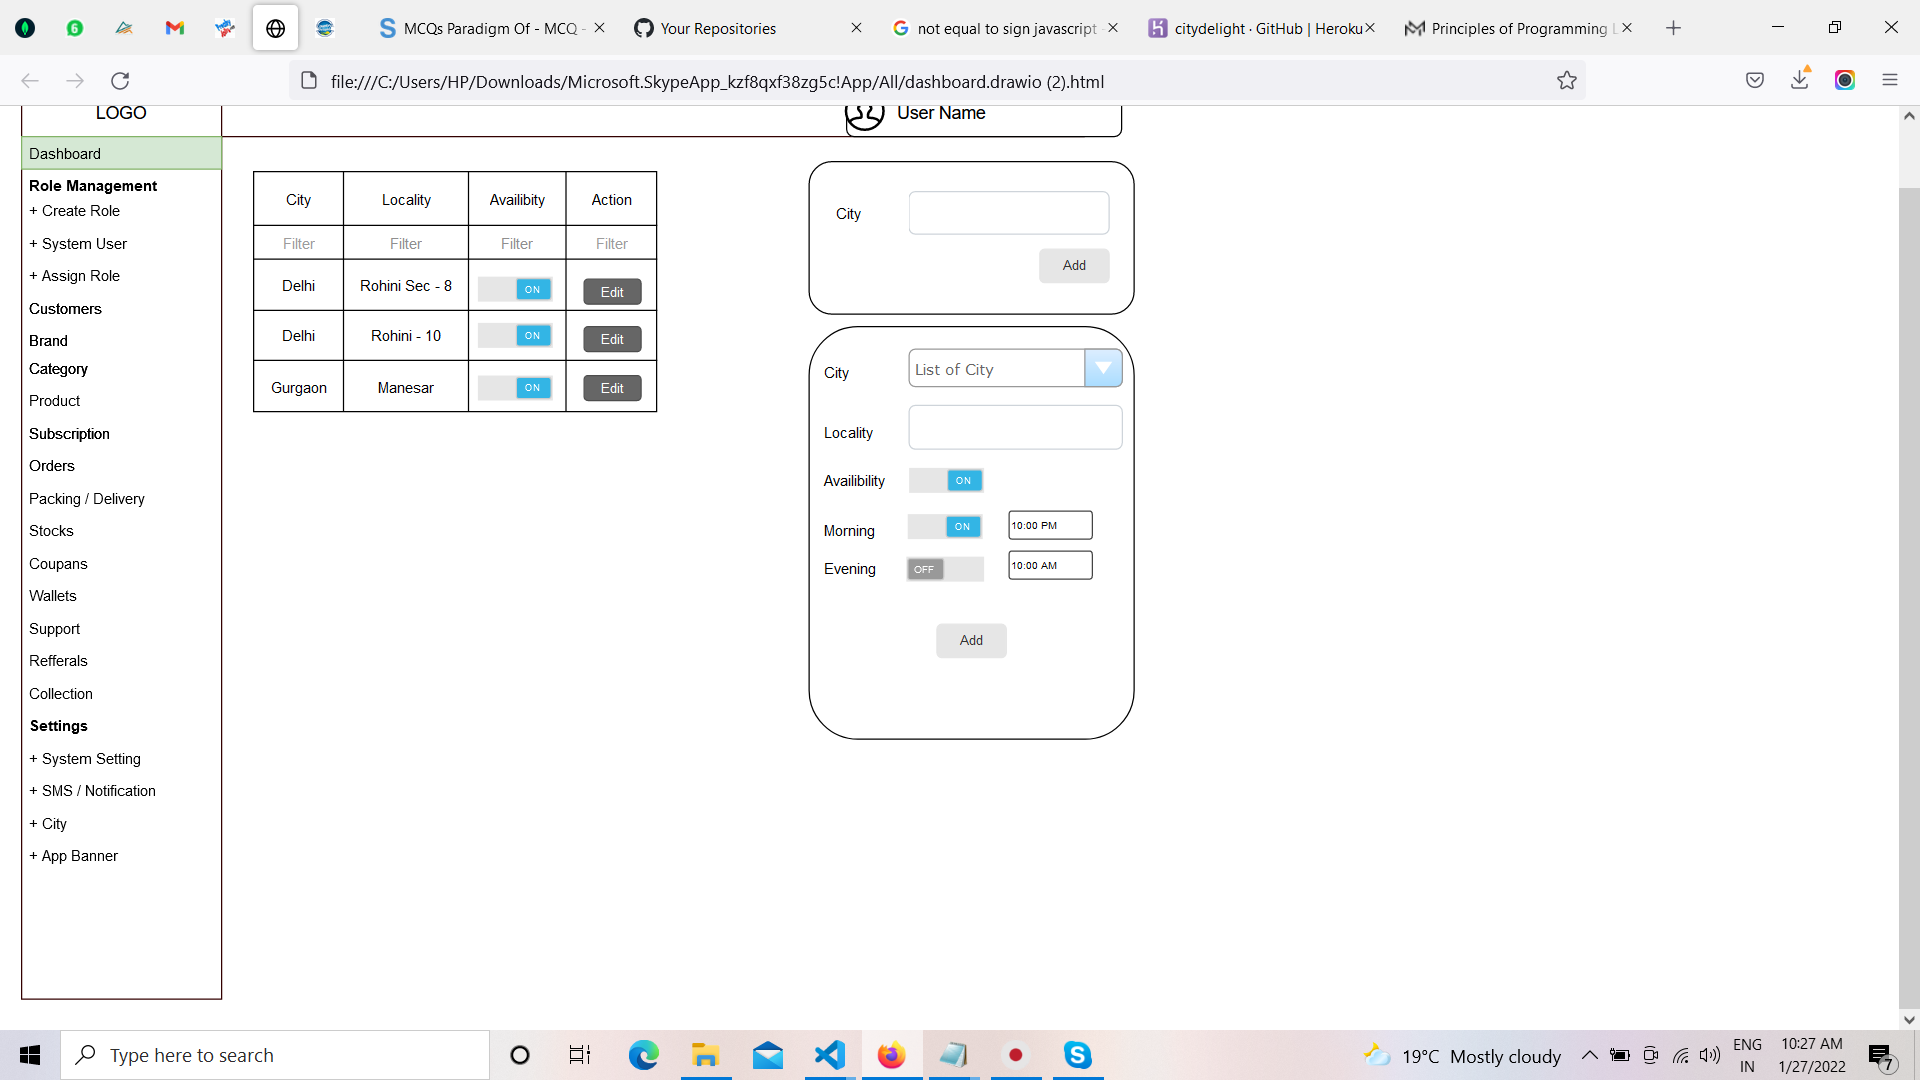 MCQs Paradigm Of - MCQ -
Your Repositories
not equal to sign javascript
citydelight · GitHub | Heroku
Principles of Programming L
file:///C:/Users/HP/Downloads/Microsoft.SkypeApp_kzf8qxf38zg5c!App/All/dashboard.drawio (2).html
LOGO
User Name
Dashboard
Role Management
+ Create Role
+ System User
+ Assign Role
Customers
Brand
Category
Product
Subscription
Orders
Packing / Delivery
Stocks
Coupans
Wallets
Support
Refferals
Collection
Settings
+ System Setting
+ SMS / Notification
+ City
+ App Banner
City Locality Availibity Action
Filter Filter Filter Filter
Delhi Rohini Sec - 8 ON Edit
Delhi Rohini - 10 ON Edit
Gurgaon Manesar ON Edit
City
Add
City List of City
Locality
Availibility ON
Morning ON 10:00 PM
Evening OFF 10:00 AM
Add
Type here to search
19°C Mostly cloudy
ENG
IN
10:27 AM
1/27/2022
7